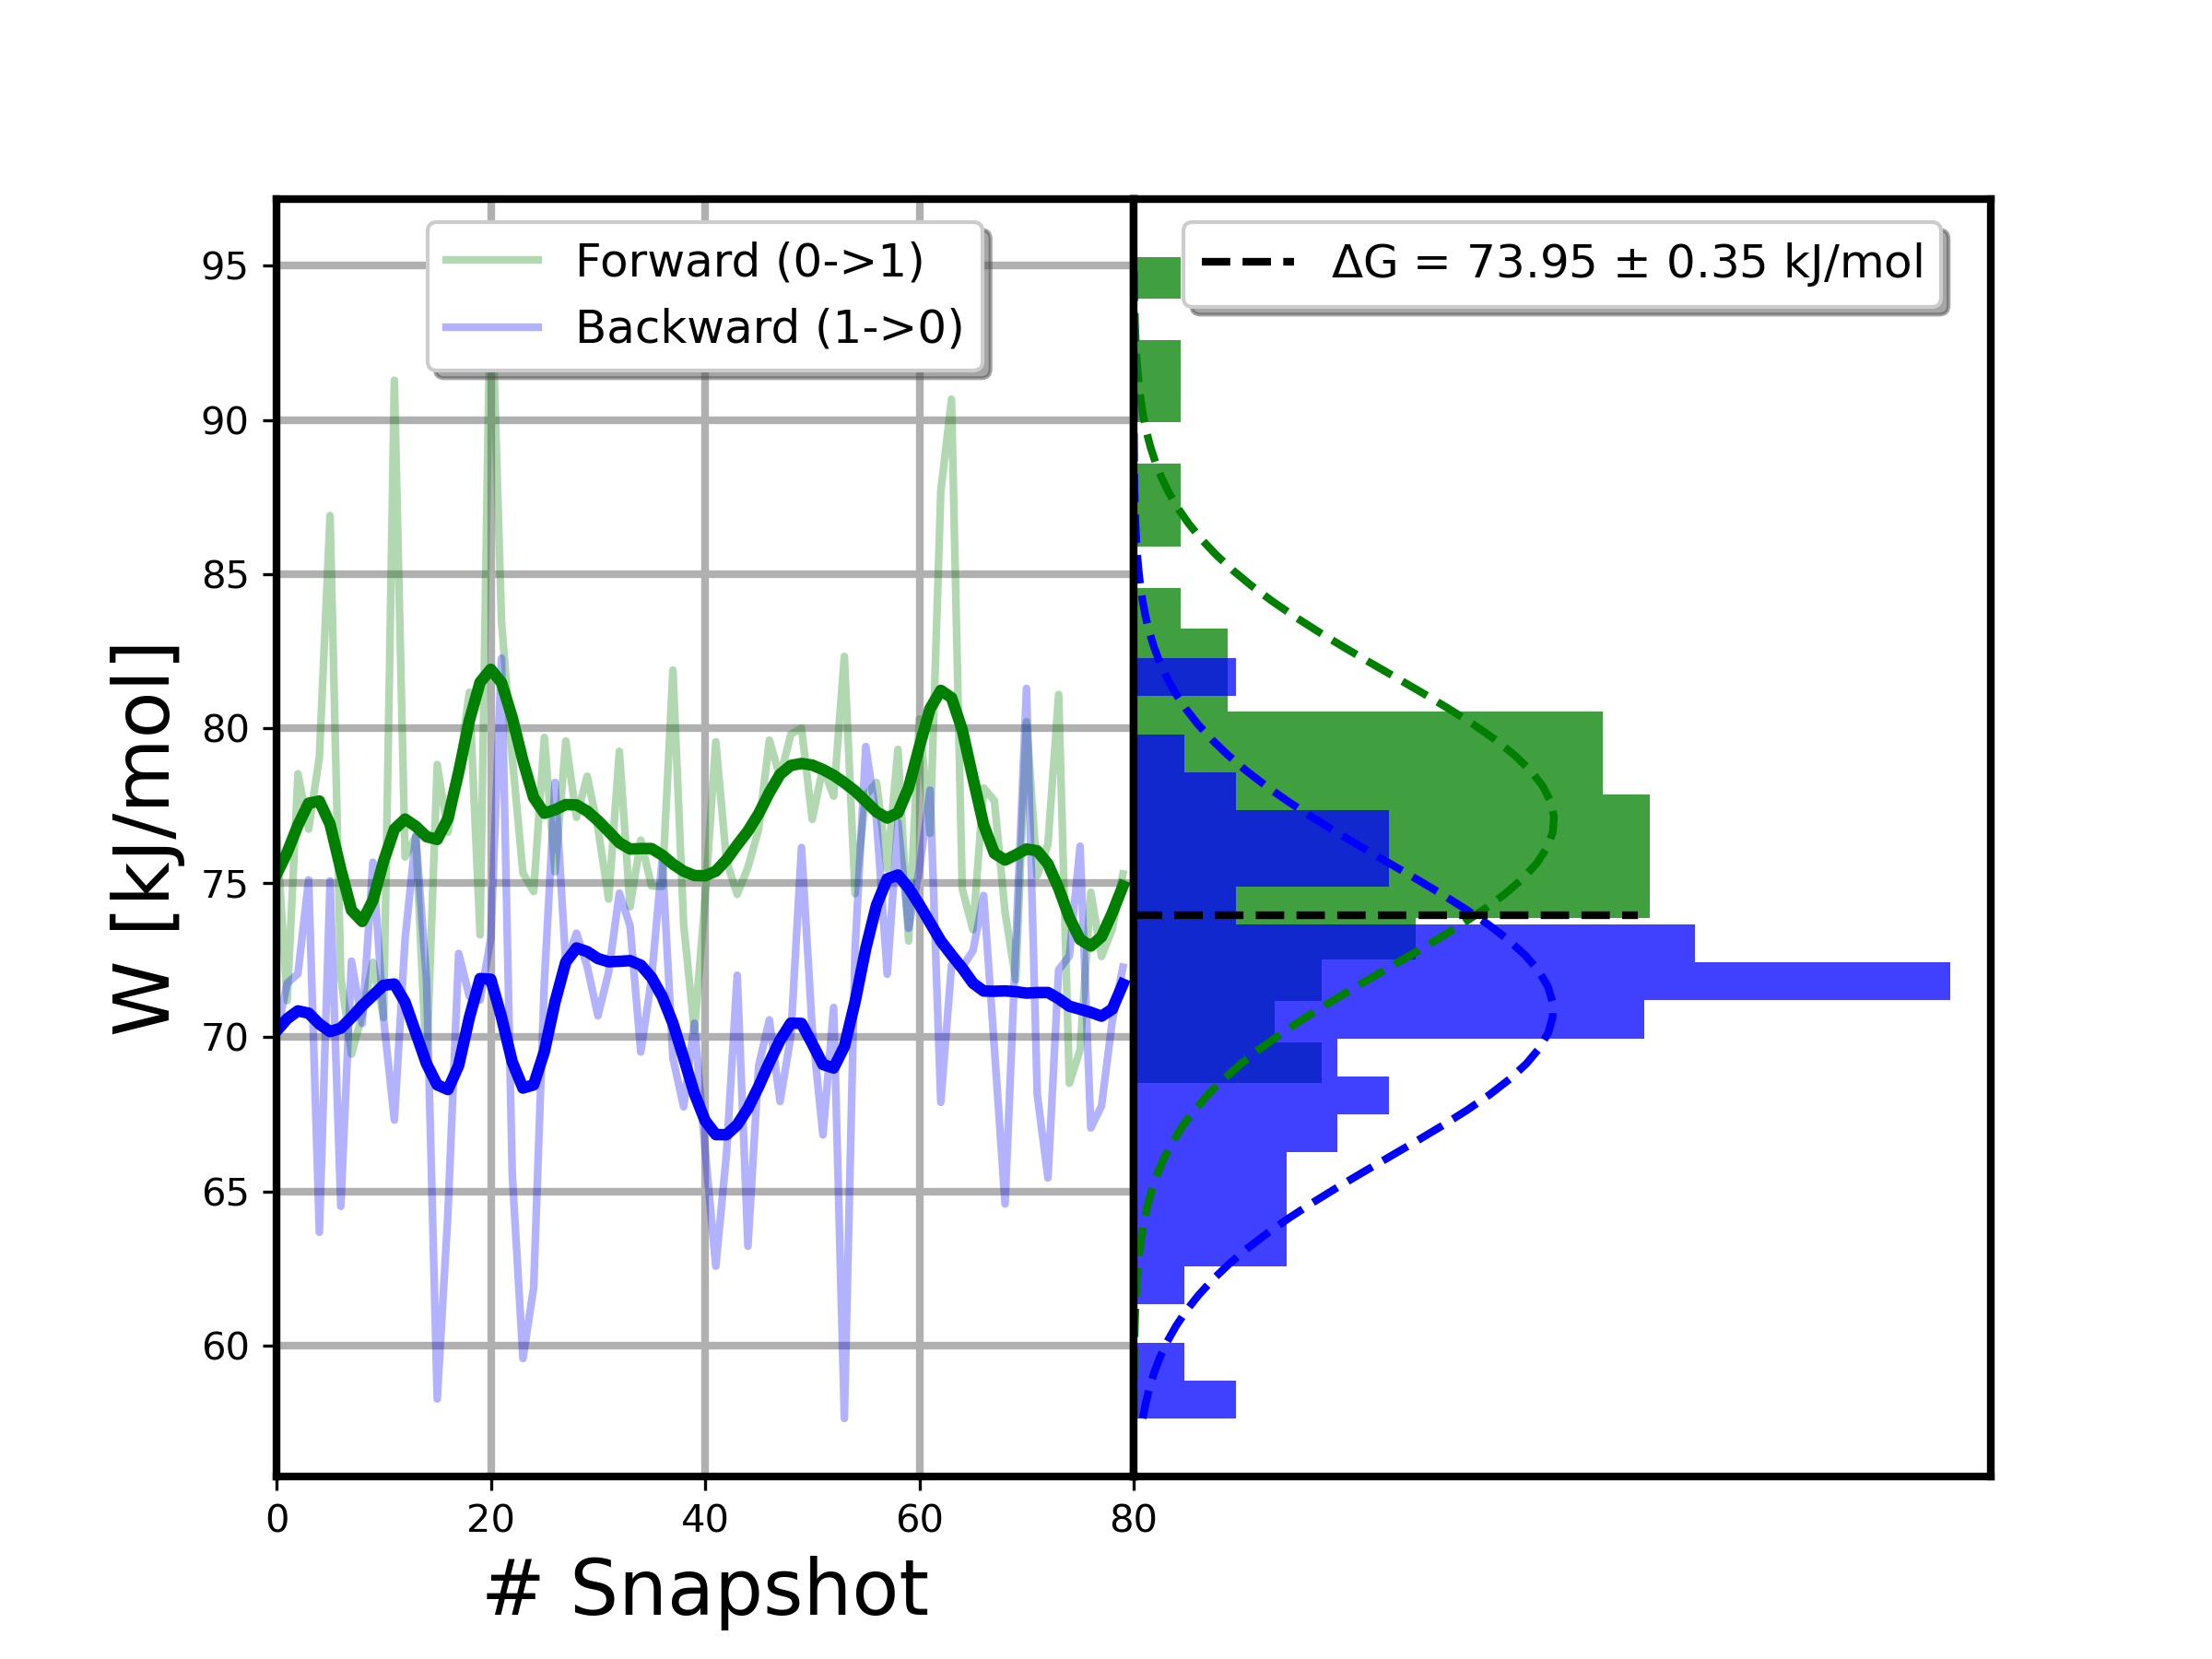 Forward (0->1)
Backward (1->0)
ΔG = 73.95 ± 0.35 kJ/mol
W [kJ/mol]
95
90
85
80
75
70
65
60
0 20 40 60 80
# Snapshot